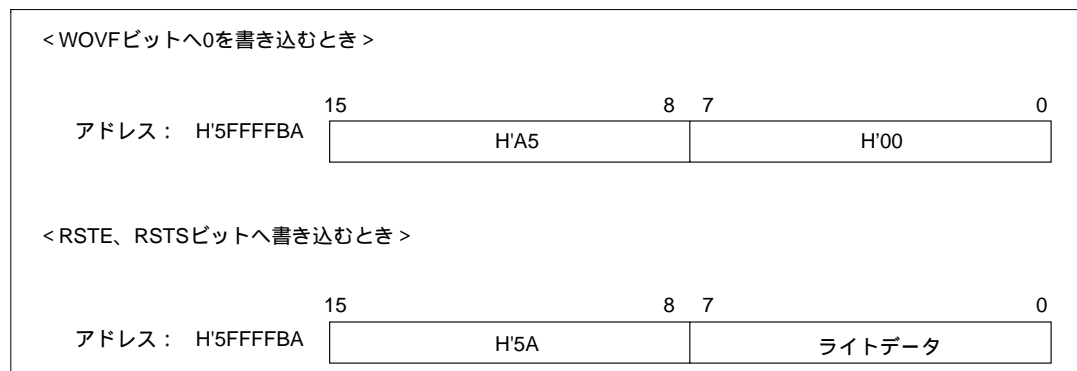 <WOVFビットへ0を書き込むとき>
15 8 7 0
アドレス： H'5FFFFBA H'A5 H'00
<RSTE、RSTSビットへ書き込むとき>
15 8 7 0
アドレス： H'5FFFFBA H'5A ライトデータ